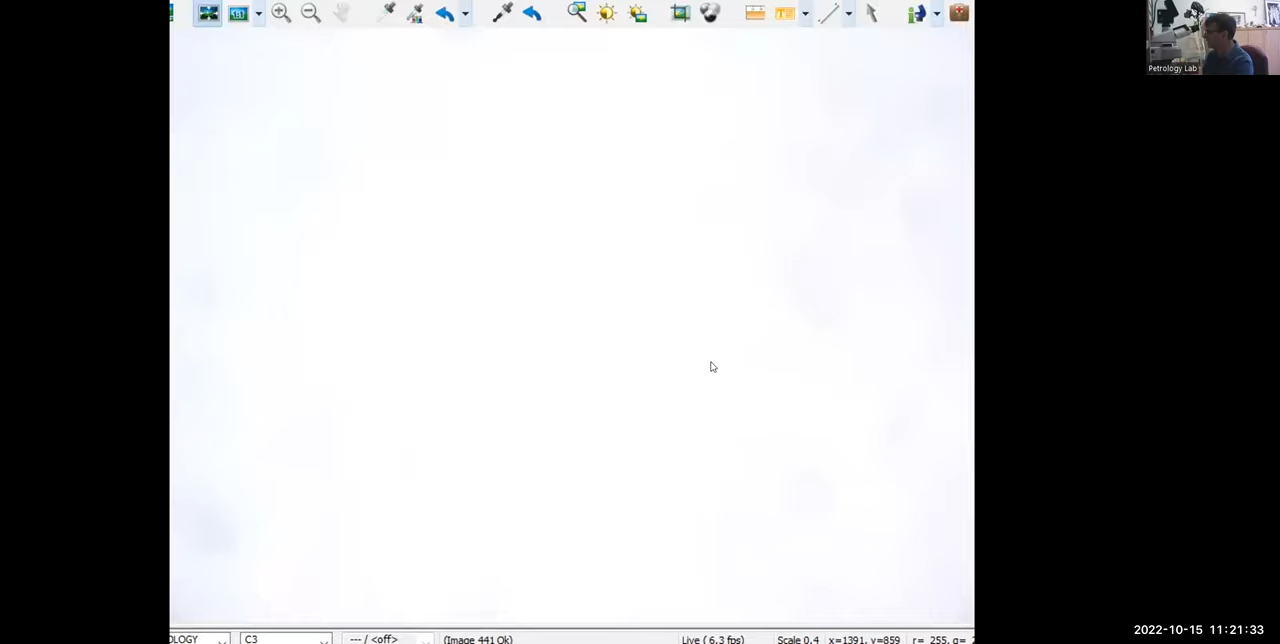 Petrology Lab
2022-10-15 11:21:33
OLOGY C3 --- / <off> (Image 441 Ok) Live ( 6.3 fps) Scale 0.4 x=1391, y=859 r= 255, g=